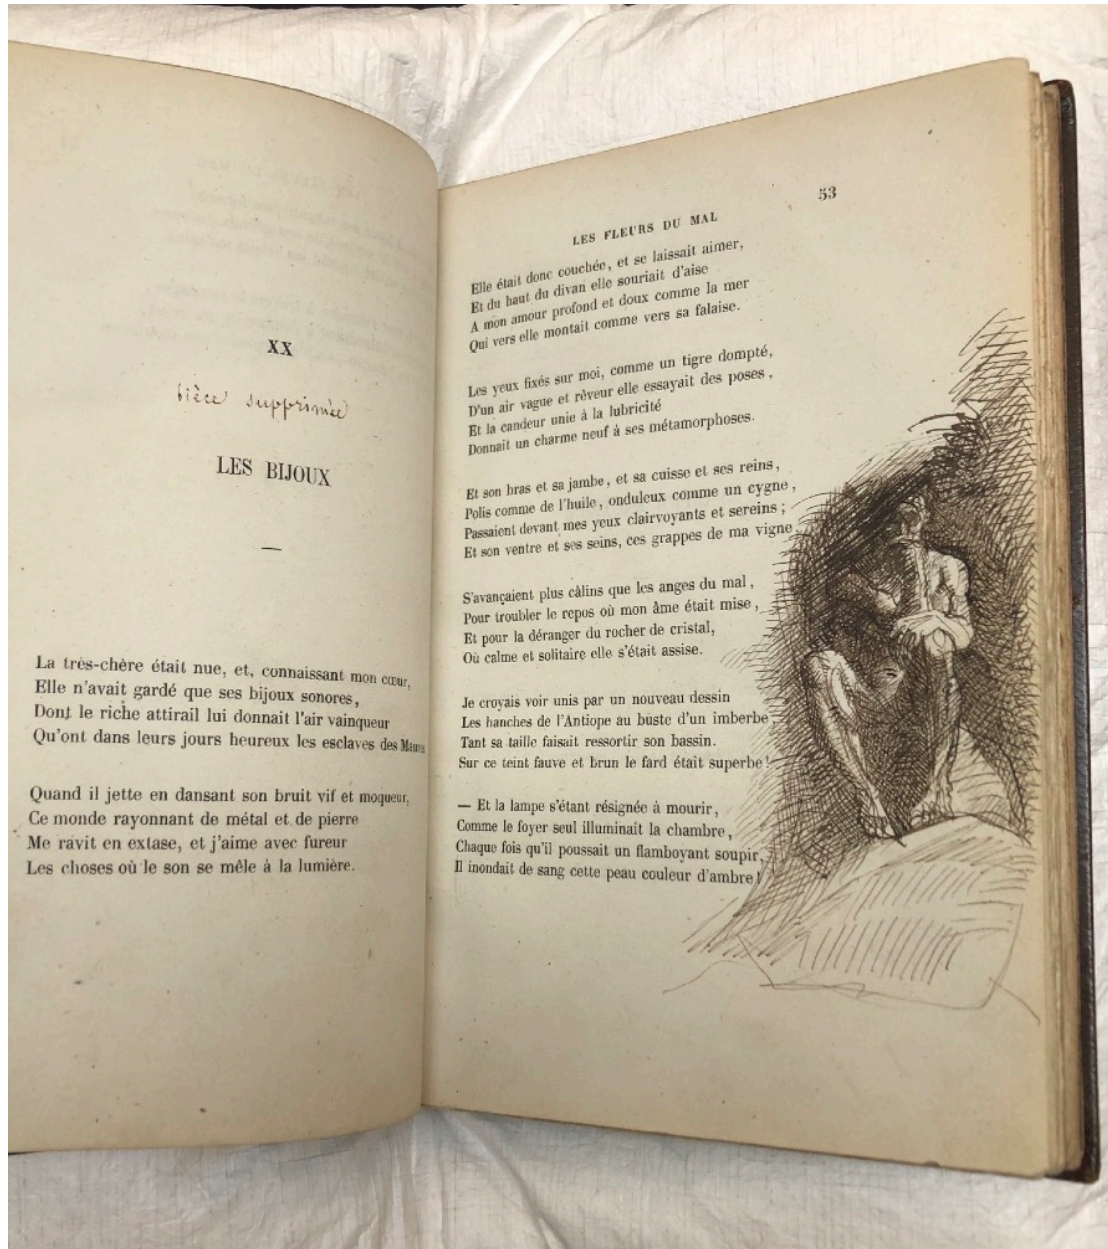 XX
pièce supprimée
LES BIJOUX
La très-chère était nue, et, connaissant mon cœur,
Elle n'avait gardé que ses bijoux sonores,
Dont le riche attirail lui donnait l'air vainqueur
Qu'ont dans leurs jours heureux les esclaves des Maures
Quand il jette en dansant son bruit vif et moqueur,
Ce monde rayonnant de métal et de pierre
Me ravit en extase, et j'aime avec fureur
Les choses où le son se mêle à la lumière.
53
LES FLEURS DU MAL
Elle était donc couchée, et se laissait aimer,
Et du haut du divan elle souriait d'aise
A mon amour profond et doux comme la mer
Qui vers elle montait comme vers sa falaise.
Les yeux fixés sur moi, comme un tigre dompté,
D'un air vague et rêveur elle essayait des poses,
Et la candeur unie à la lubricité
Donnait un charme neuf à ses métamorphoses.
Et son bras et sa jambe, et sa cuisse et ses reins,
Polis comme de l'huile, onduleux comme un cygne,
Passaient devant mes yeux clairvoyants et sereins;
Et son ventre et ses seins, ces grappes de ma vigne
S'avançaient plus câlins que les anges du mal,
Pour troubler le repos où mon âme était mise,
Et pour la déranger du rocher de cristal,
Où calme et solitaire elle s'était assise.
Je croyais voir unis par un nouveau dessin
Les hanches de l'Antiope au buste d'un imberbe,
Tant sa taille faisait ressortir son bassin.
Sur ce teint fauve et brun le fard était superbe!
— Et la lampe s'étant résignée à mourir,
Comme le foyer seul illuminait la chambre,
Chaque fois qu'il poussait un flamboyant soupir,
Il inondait de sang cette peau couleur d'ambre!